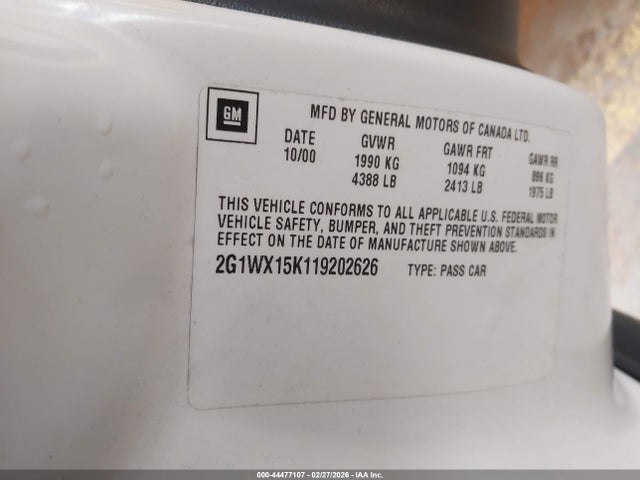 GM
MFD BY GENERAL MOTORS OF CANADA LTD.
DATE GVWR GAWR FRT GAWR RR
10/00 1990 KG 1094 KG 886 KG
4388 LB 2413 LB 1975 LB
THIS VEHICLE CONFORMS TO ALL APPLICABLE U.S. FEDERAL MOTOR
VEHICLE SAFETY, BUMPER, AND THEFT PREVENTION STANDARDS IN
EFFECT ON THE DATE OF MANUFACTURE SHOWN ABOVE.
2G1WX15K119202626 TYPE: PASS CAR
000-44477107 - 02/27/2026 - IAA Inc.